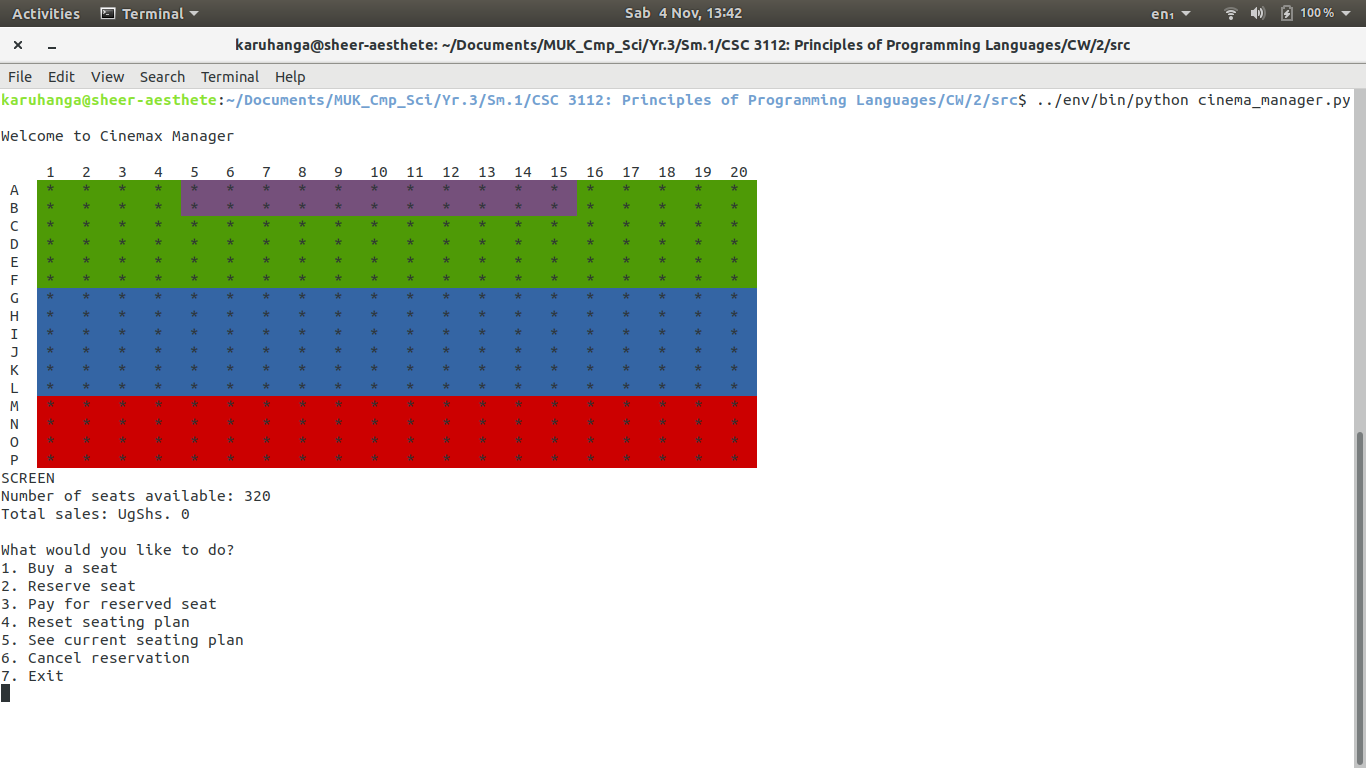 Activities Terminal Sab 4 Nov, 13:42 en₁ 100 %
karuhanga@sheer-aesthete: ~/Documents/MUK_Cmp_Sci/Yr.3/Sm.1/CSC 3112: Principles of Programming Languages/CW/2/src
File Edit View Search Terminal Help
karuhanga@sheer-aesthete:~/Documents/MUK_Cmp_Sci/Yr.3/Sm.1/CSC 3112: Principles of Programming Languages/CW/2/src$ ../env/bin/python cinema_manager.py
Welcome to Cinemax Manager
1 2 3 4 5 6 7 8 9 10 11 12 13 14 15 16 17 18 19 20
A * * * * * * * * * * * * * * * * * * * *
B * * * * * * * * * * * * * * * * * * * *
C * * * * * * * * * * * * * * * * * * * *
D * * * * * * * * * * * * * * * * * * * *
E * * * * * * * * * * * * * * * * * * * *
F * * * * * * * * * * * * * * * * * * * *
G * * * * * * * * * * * * * * * * * * * *
H * * * * * * * * * * * * * * * * * * * *
I * * * * * * * * * * * * * * * * * * * *
J * * * * * * * * * * * * * * * * * * * *
K * * * * * * * * * * * * * * * * * * * *
L * * * * * * * * * * * * * * * * * * * *
M * * * * * * * * * * * * * * * * * * * *
N * * * * * * * * * * * * * * * * * * * *
O * * * * * * * * * * * * * * * * * * * *
P * * * * * * * * * * * * * * * * * * * *
SCREEN
Number of seats available: 320
Total sales: UgShs. 0
What would you like to do?
1. Buy a seat
2. Reserve seat
3. Pay for reserved seat
4. Reset seating plan
5. See current seating plan
6. Cancel reservation
7. Exit